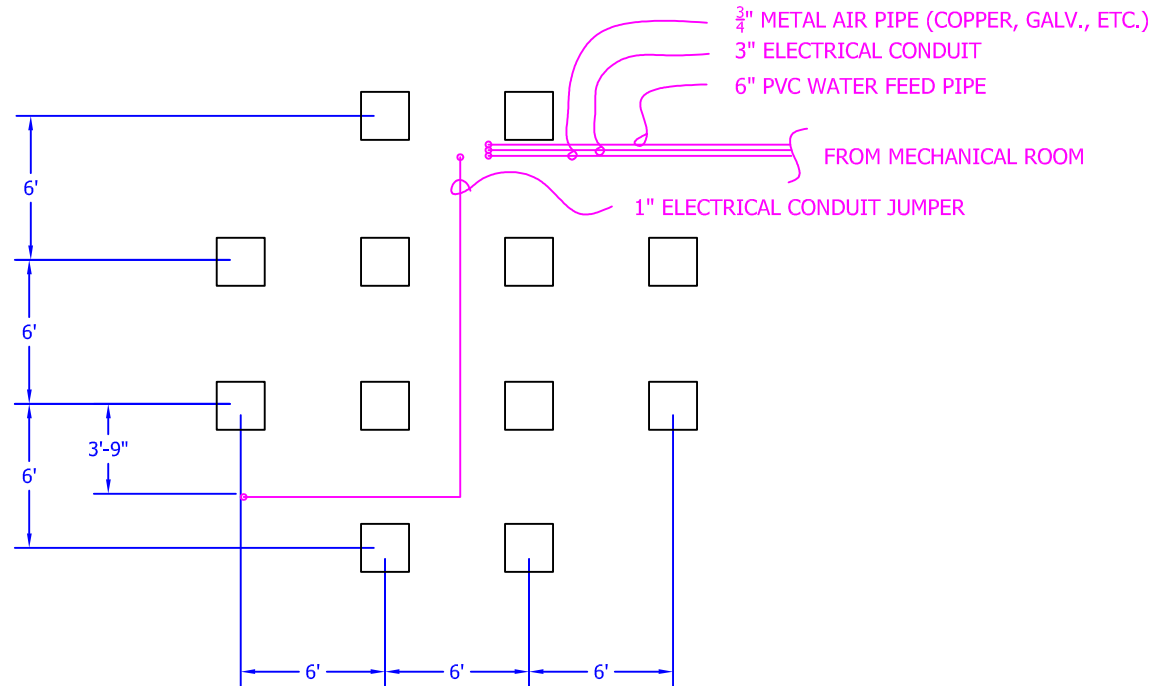 3/4" METAL AIR PIPE (COPPER, GALV., ETC.)
3" ELECTRICAL CONDUIT
6" PVC WATER FEED PIPE
FROM MECHANICAL ROOM
1" ELECTRICAL CONDUIT JUMPER
6'
6'
3'-9"
6'
6'
6'
6'